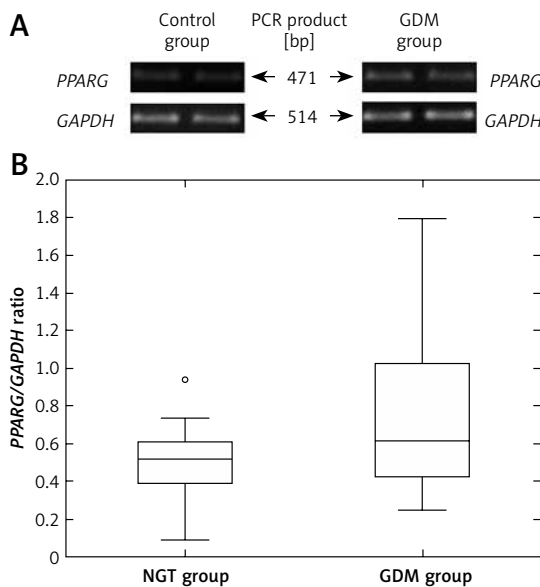 A
Control group
PCR product [bp]
GDM group
PPARG
471
PPARG
GAPDH
514
GAPDH
B
PPARG/GAPDH ratio
2.0
1.8
1.6
1.4
1.2
1.0
0.8
0.6
0.4
0.2
0
NGT group
GDM group